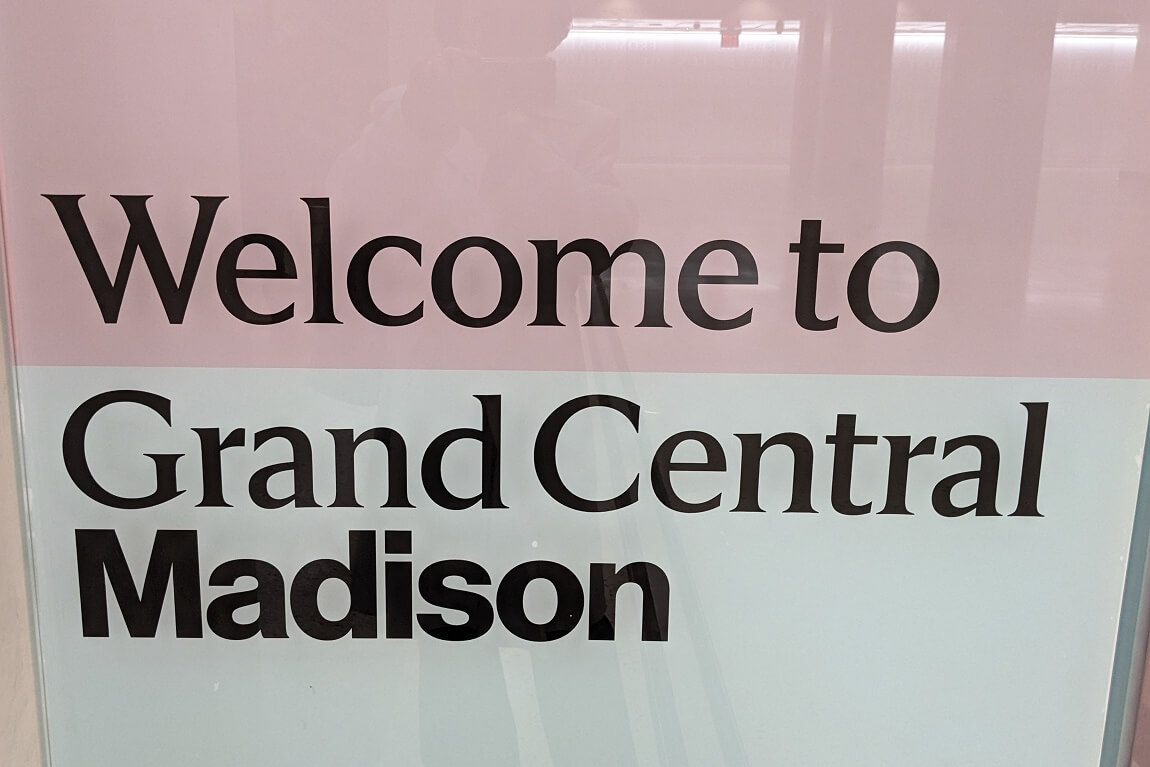 Welcome to
Grand Central
Madison